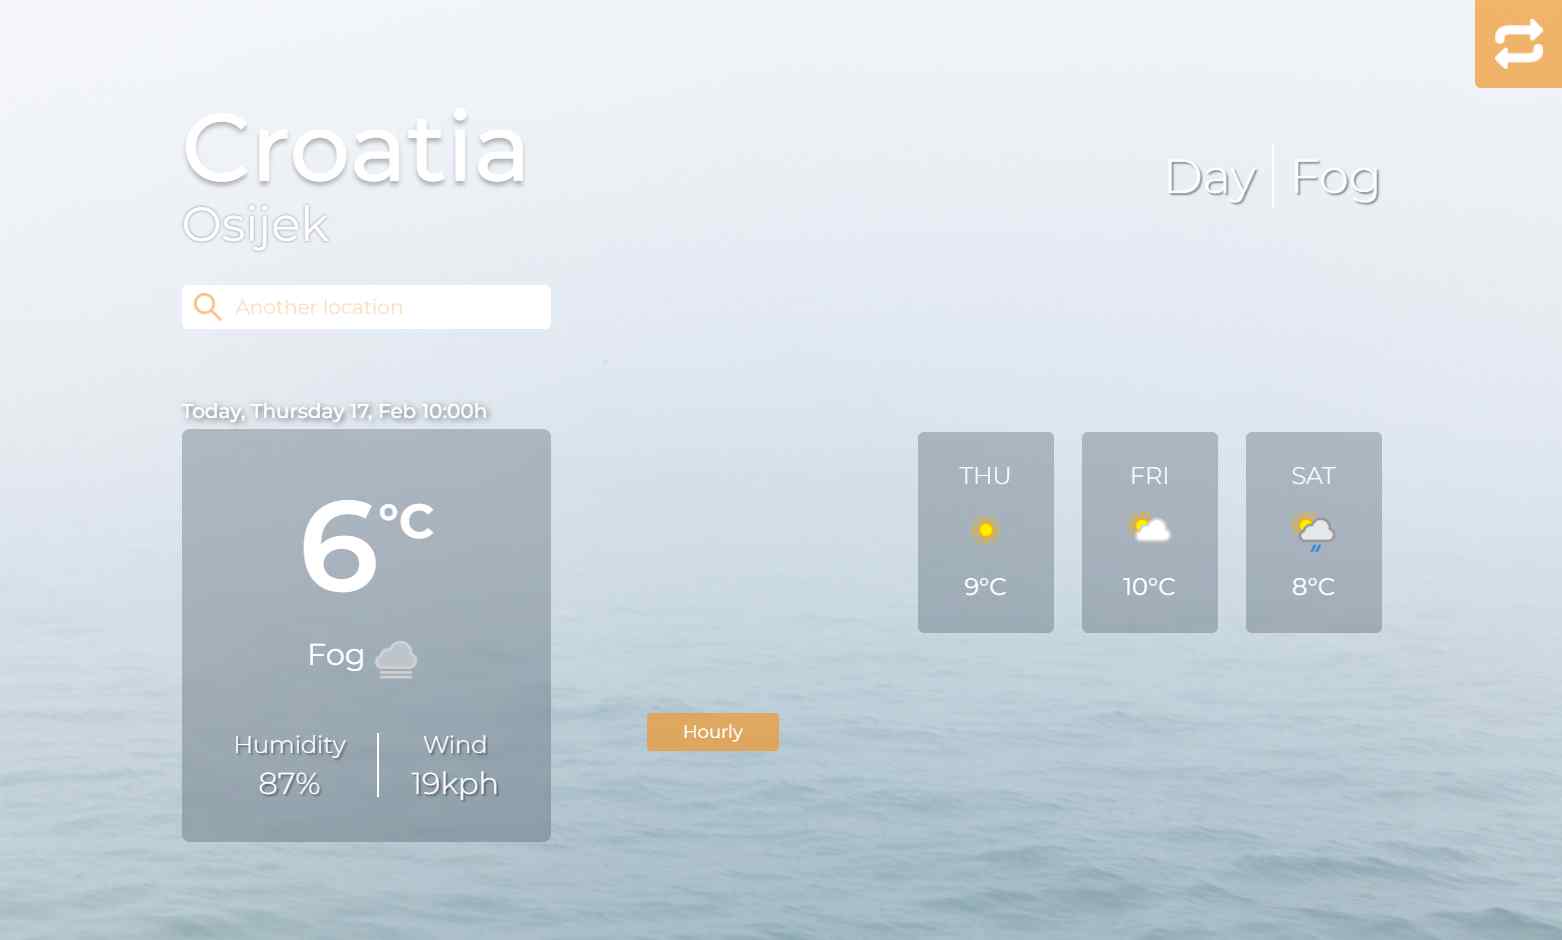 Croatia
Osijek
Day | Fog
Another location
Today, Thursday 17, Feb 10:00h
6°C
Fog
Humidity
87%
Wind
19kph
THU
9°C
FRI
10°C
SAT
8°C
Hourly